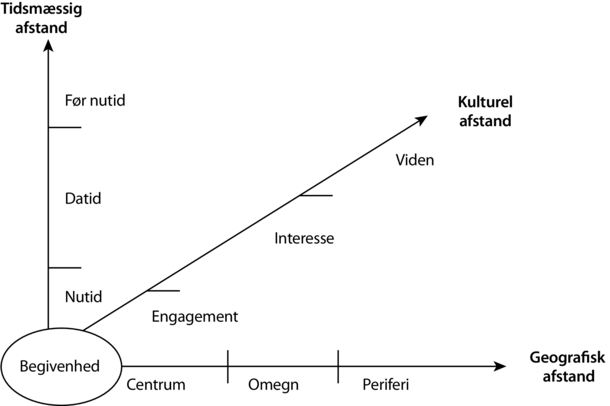 Tidsmæssig
afstand
Før nutid
Kulturel
afstand
Viden
Datid
Interesse
Nutid
Engagement
Begivenhed
Geografisk
afstand
Centrum
Omegn
Periferi